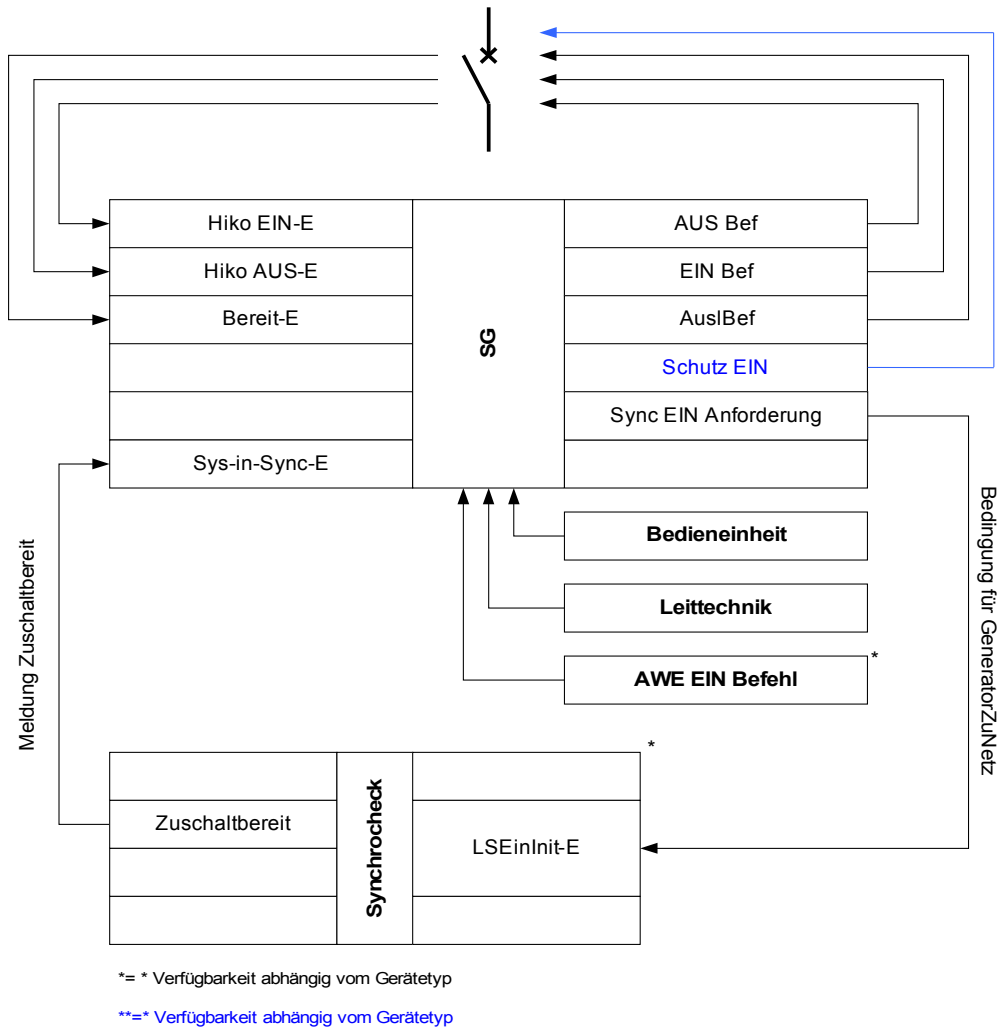 Hiko EIN-E
AUS Bef
Hiko AUS-E
EIN Bef
Bereit-E
AuslBef
SG
Schutz EIN
Sync EIN Anforderung
Sys-in-Sync-E
Bedieneinheit
Leittechnik
AWE EIN Befehl
*
Meldung Zuschaltbereit
Bedingung für GeneratorZuNetz
*
Zuschaltbereit
Synchrocheck
LSEinInit-E
*= * Verfügbarkeit abhängig vom Gerätetyp
**=* Verfügbarkeit abhängig vom Gerätetyp